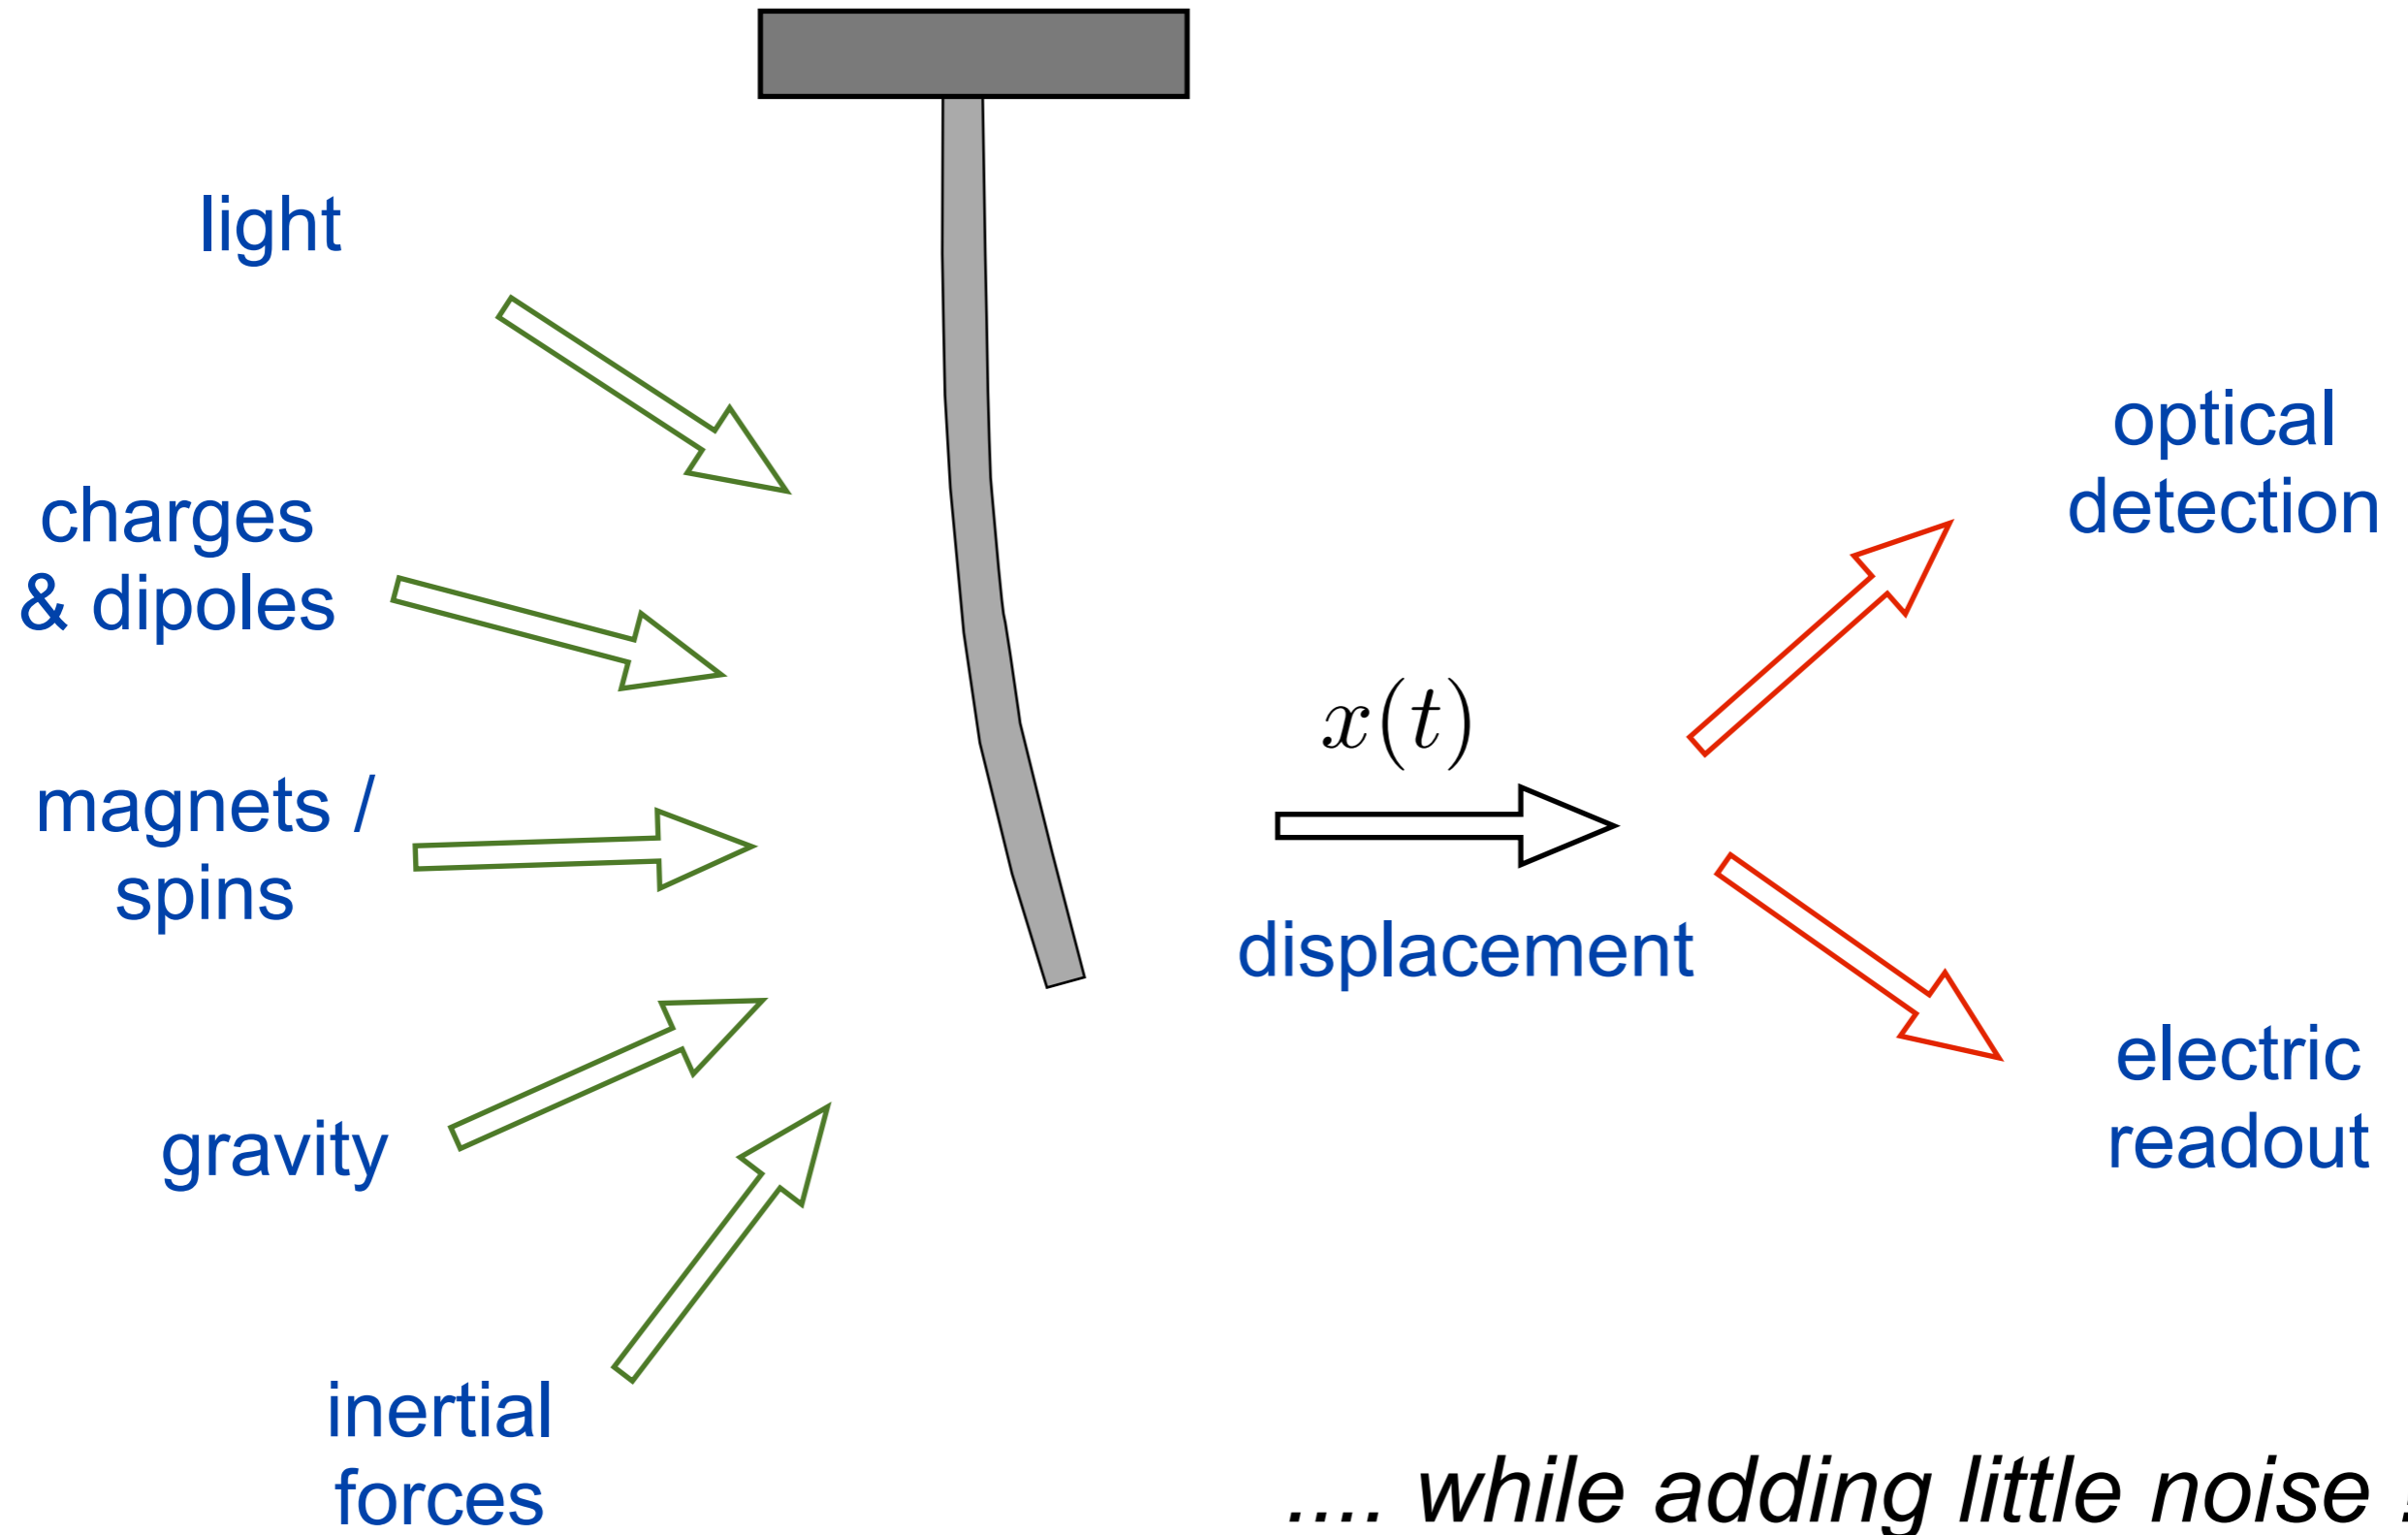 light
charges
& dipoles
magnets /
spins
gravity
inertial
forces
x(t)
displacement
optical
detection
electric
readout
.... while adding little noise